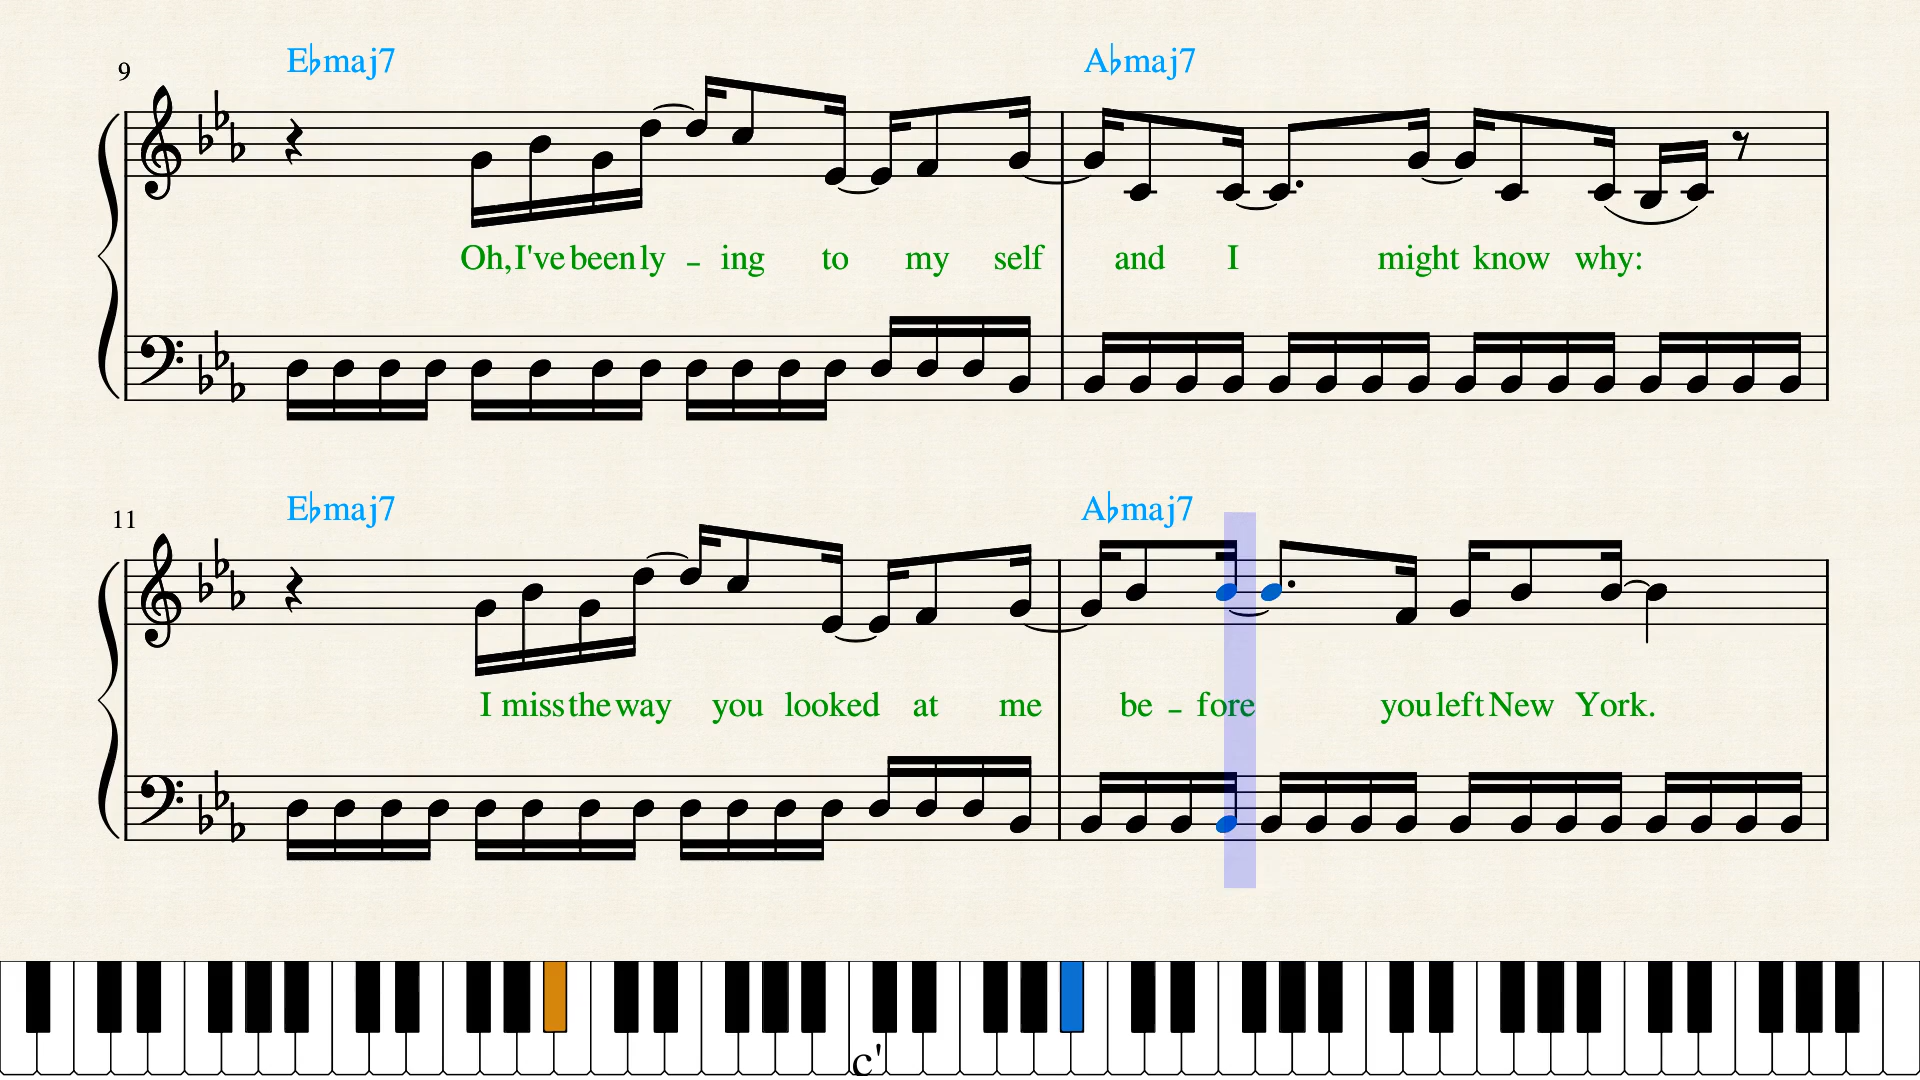 9 E♭maj7 A♭maj7
Oh, I've been ly - ing to my self and I might know why:
11 E♭maj7 A♭maj7
I miss the way you looked at me be - fore you left New York.
c'